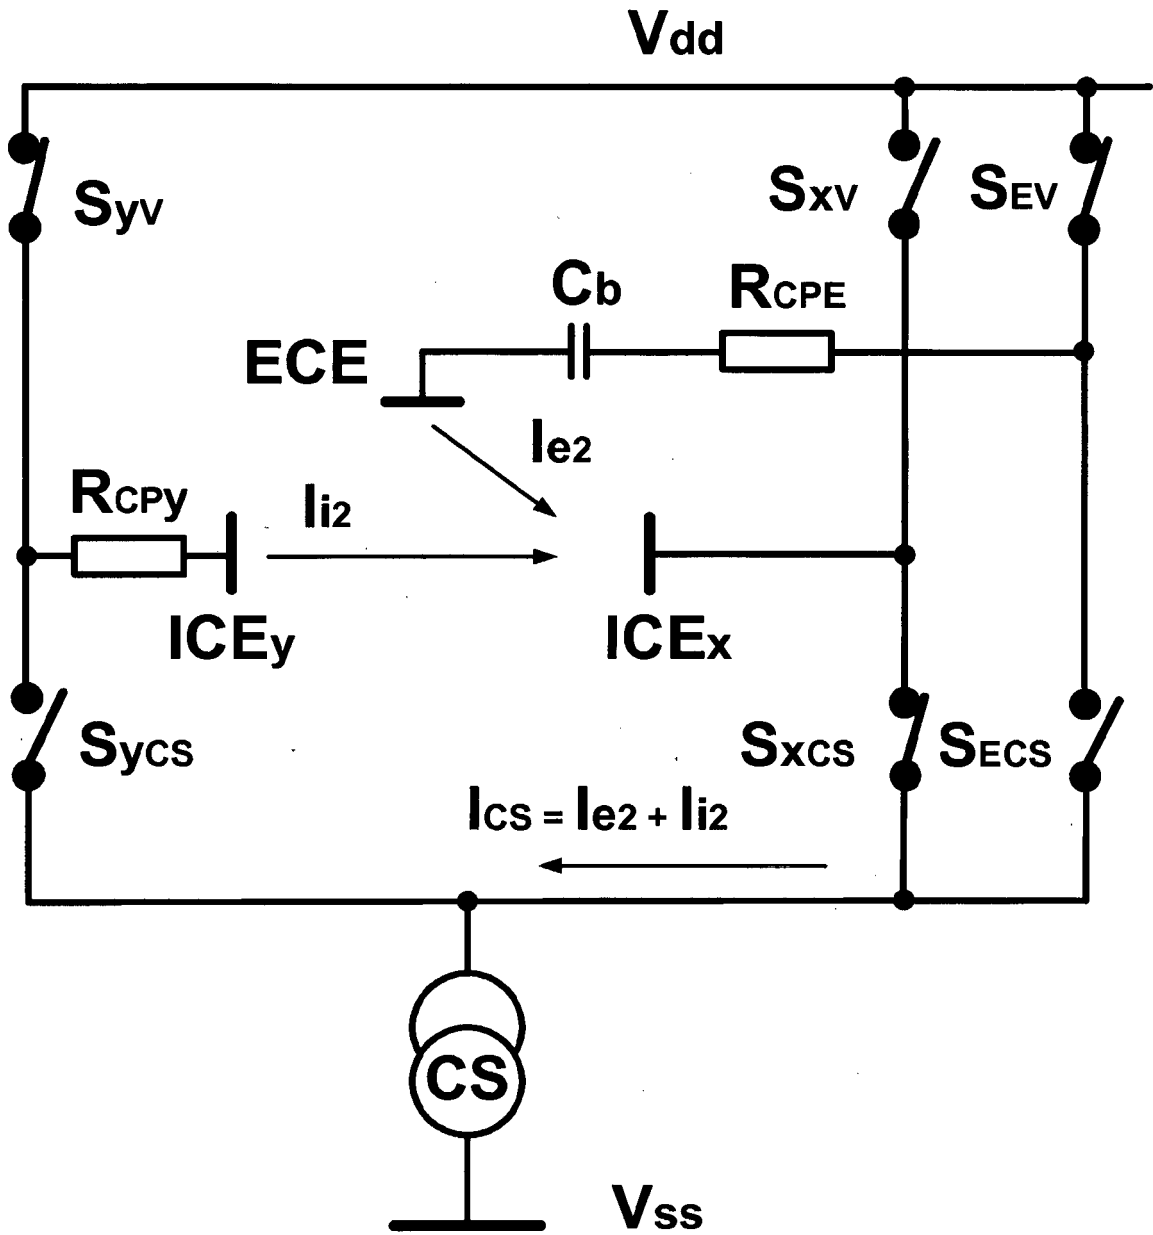 Vdd
SyV
SxV
SEV
Cb
RCPE
ECE
Ie2
RCPy
Ii2
ICEy
ICEx
SyCS
SxCS
SECS
ICS = Ie2 + Ii2
CS
Vss